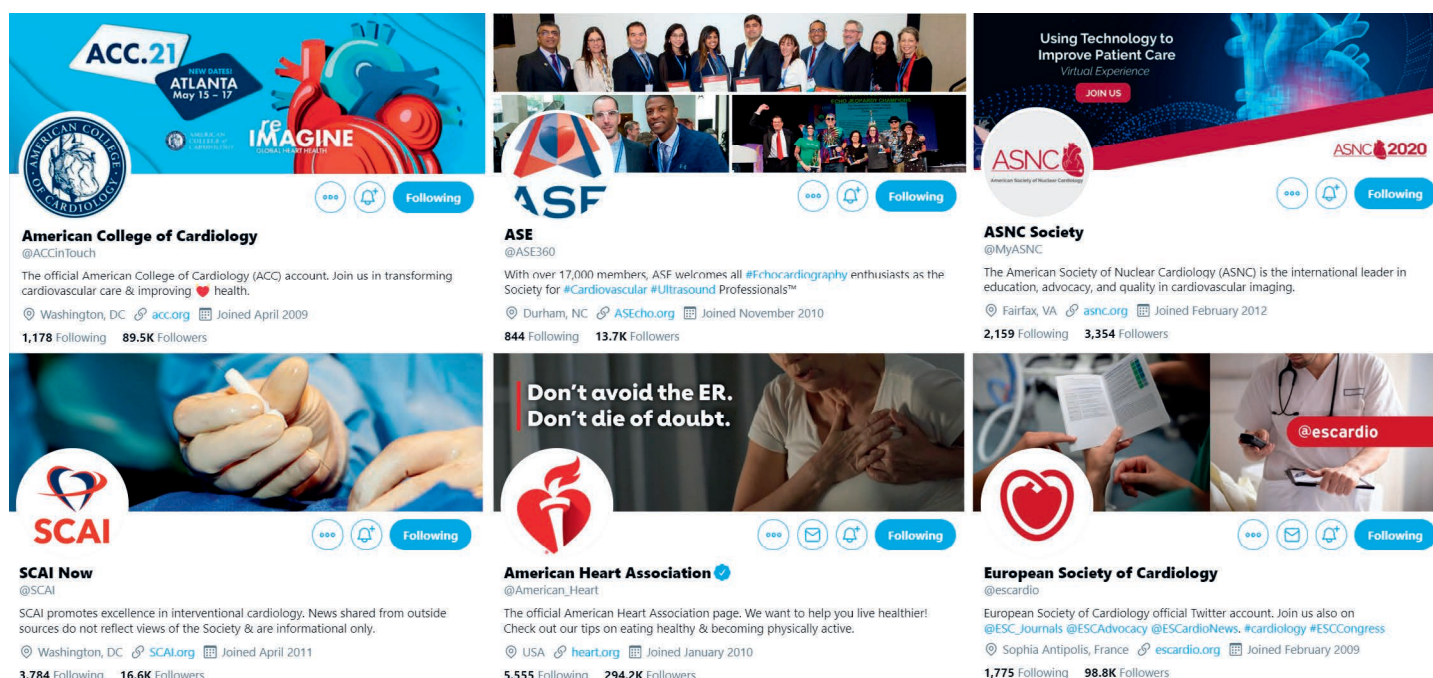 ACC.21
NEW DATES!
ATLANTA
May 15 – 17
AMERICAN
COLLEGE of
CARDIOLOGY
re
IMAGINE
GLOBAL HEART HEALTH
AMERICAN COLLEGE OF CARDIOLOGY
Following
American College of Cardiology
@ACCinTouch
The official American College of Cardiology (ACC) account. Join us in transforming
cardiovascular care & improving ❤️ health.
Washington, DC acc.org Joined April 2009
1,178 Following 89.5K Followers
ECHO JEOPARDY CHAMPIONS
ASE
Following
ASE
@ASE360
With over 17,000 members, ASE welcomes all #Echocardiography enthusiasts as the
Society for #Cardiovascular #Ultrasound Professionals™
Durham, NC ASEcho.org Joined November 2010
844 Following 13.7K Followers
Using Technology to
Improve Patient Care
Virtual Experience
JOIN US
ASNC 2020
ASNC
American Society of Nuclear Cardiology
Following
ASNC Society
@MyASNC
The American Society of Nuclear Cardiology (ASNC) is the international leader in
education, advocacy, and quality in cardiovascular imaging.
Fairfax, VA asnc.org Joined February 2012
2,159 Following 3,354 Followers
SCAI
Following
SCAI Now
@SCAI
SCAI promotes excellence in interventional cardiology. News shared from outside
sources do not reflect views of the Society & are informational only.
Washington, DC SCAI.org Joined April 2011
3,784 Following 16.6K Followers
Don't avoid the ER.
Don't die of doubt.
Following
American Heart Association
@American_Heart
The official American Heart Association page. We want to help you live healthier!
Check out our tips on eating healthy & becoming physically active.
USA heart.org Joined January 2010
5,555 Following 294.2K Followers
@escardio
Following
European Society of Cardiology
@escardio
European Society of Cardiology official Twitter account. Join us also on
@ESC_Journals @ESCAdvocacy @ESCardioNews. #cardiology #ESCCongress
Sophia Antipolis, France escardio.org Joined February 2009
1,775 Following 98.8K Followers